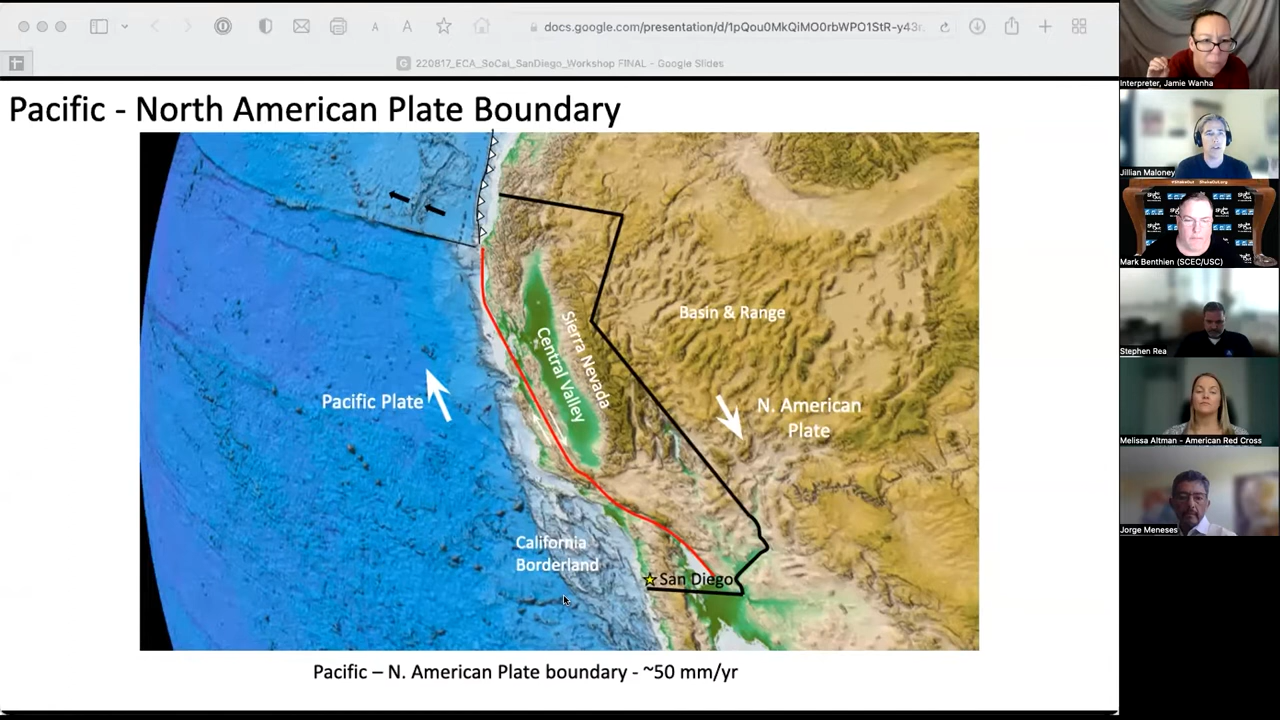 docs.google.com/presentation/d/1pQou0MkQiMO0rbWPO1StR-y43r
220817_ECA_SoCal_SanDiego_Workshop FINAL - Google Slides
Pacific - North American Plate Boundary
Basin & Range
Sierra Nevada
Central Valley
Pacific Plate
N. American
Plate
California
Borderland
San Diego
Pacific – N. American Plate boundary - ~50 mm/yr
Interpreter, Jamie Wanha
Jillian Maloney
Mark Benthien (SCEC/USC)
Stephen Rea
Melissa Altman - American Red Cross
Jorge Meneses